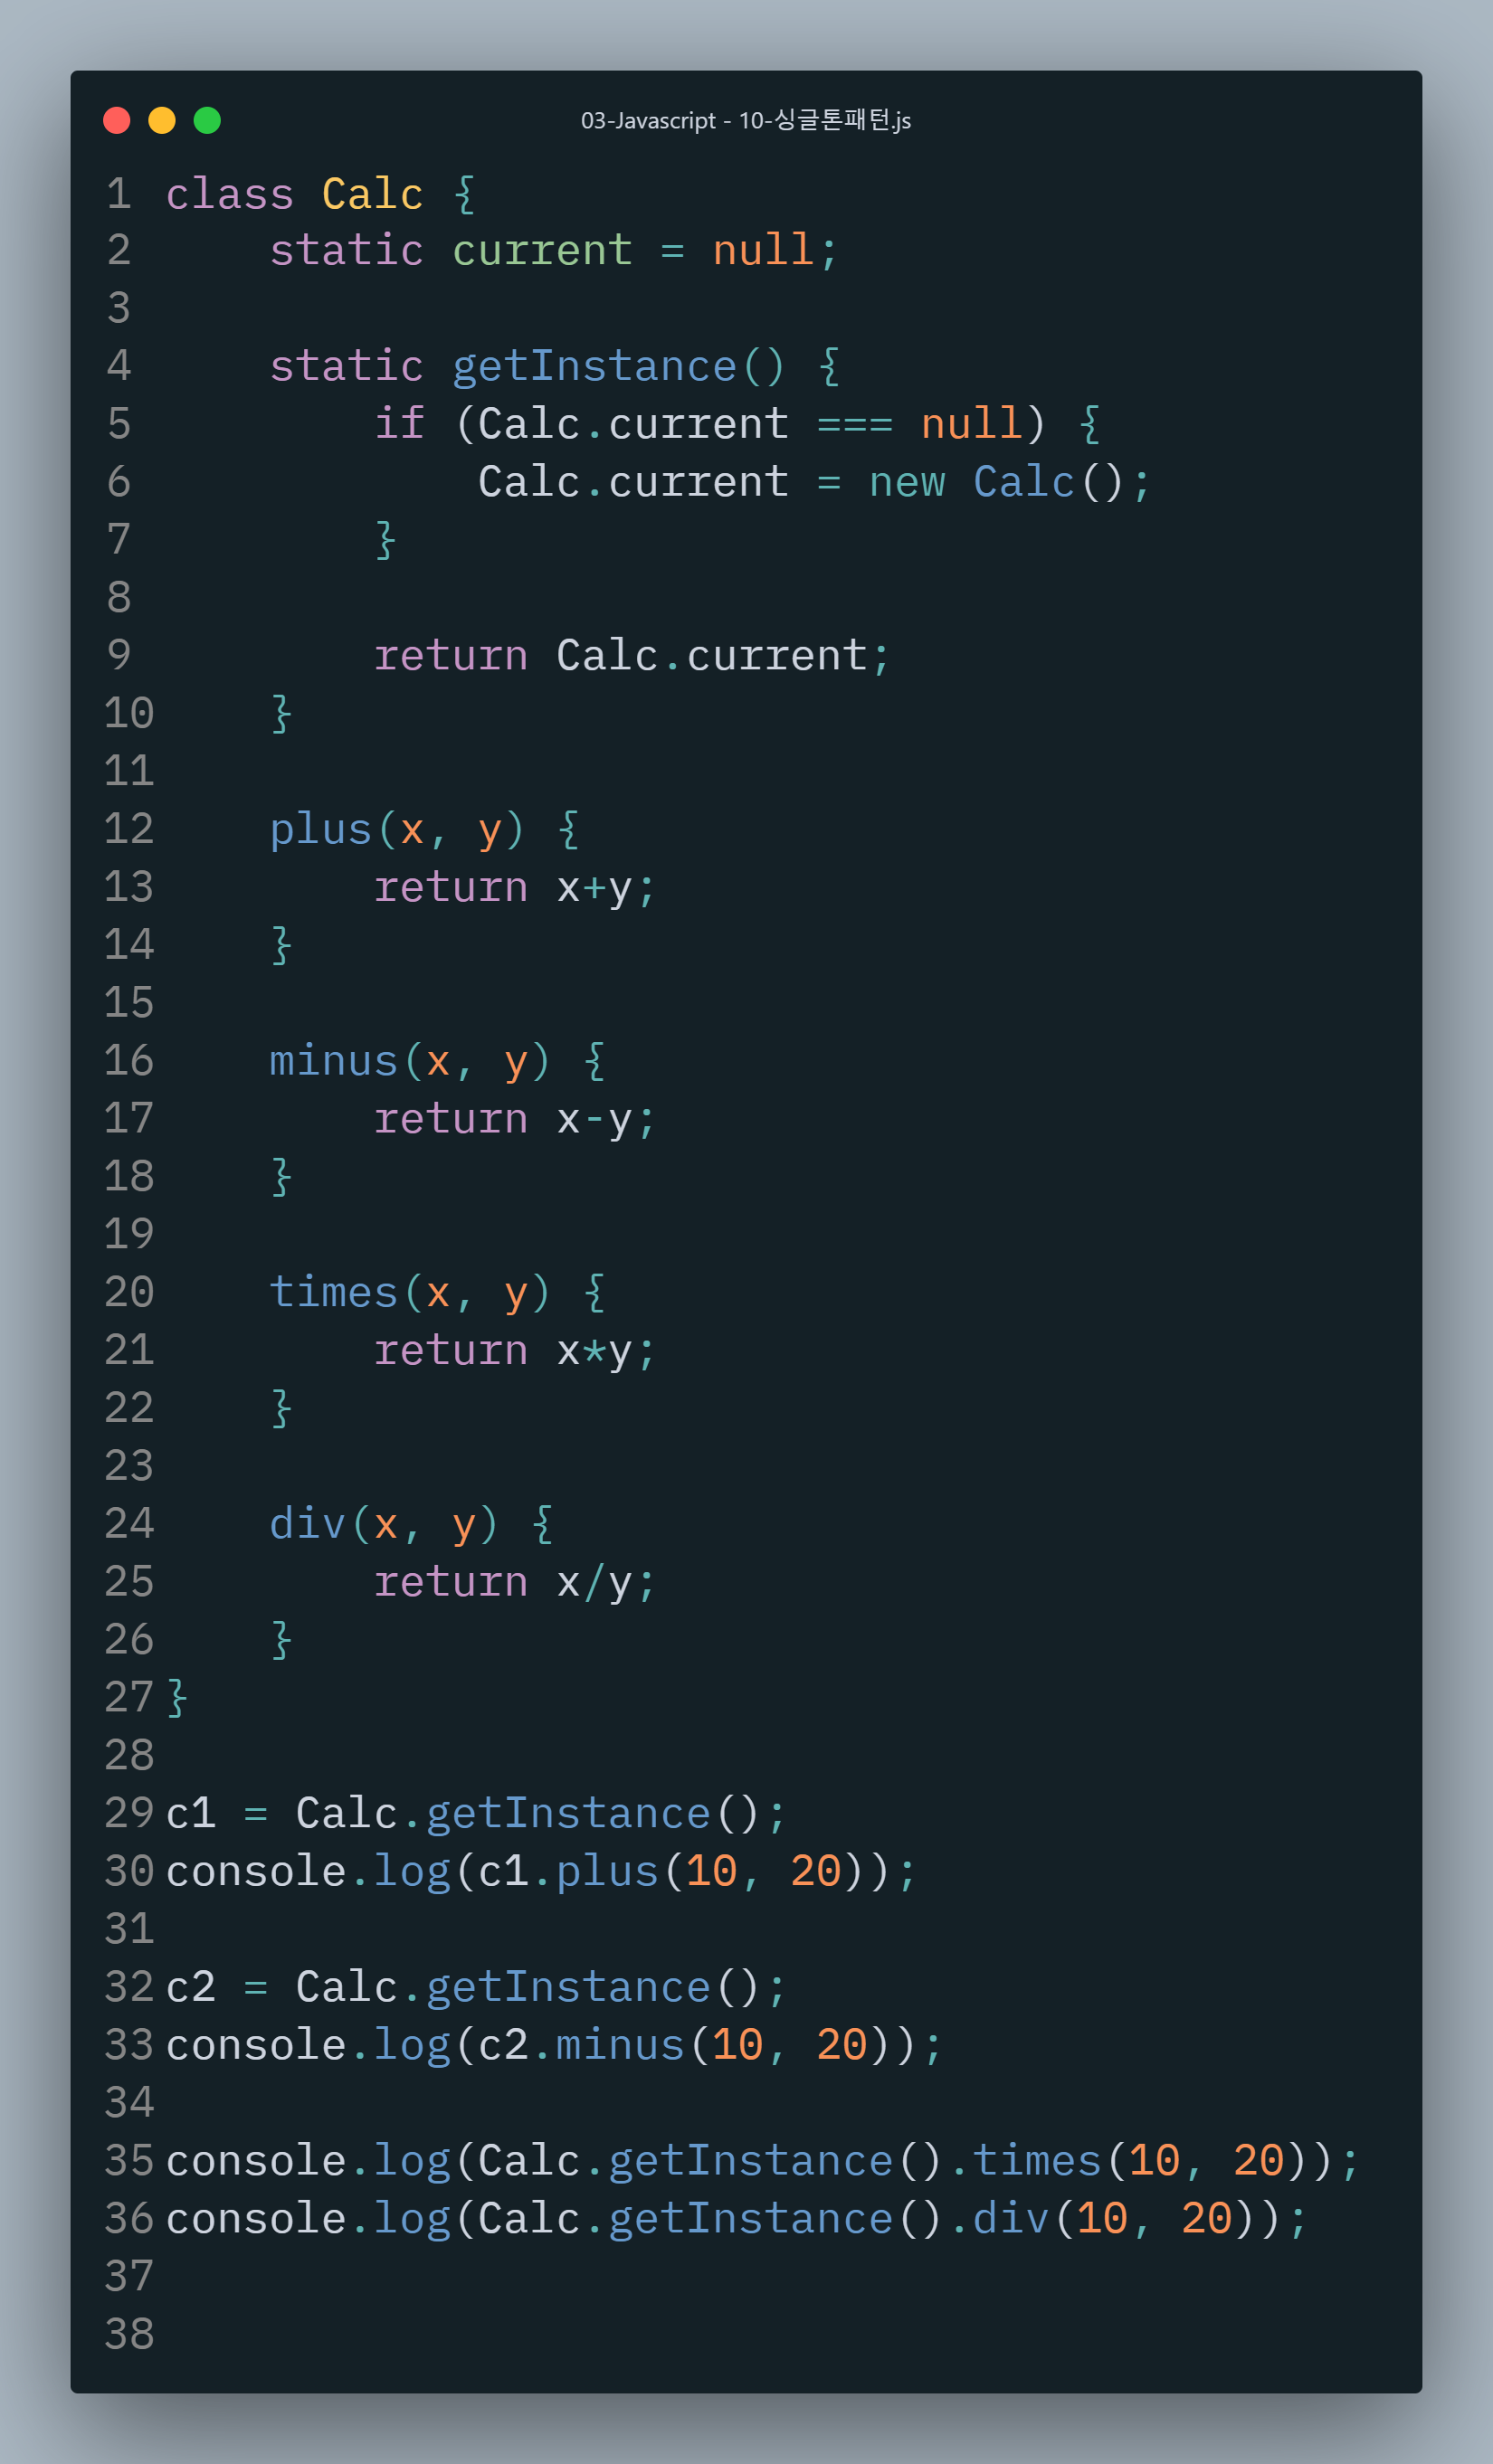 03-Javascript - 10-싱글톤패턴.js
1 class Calc {
2     static current = null;
3
4     static getInstance() {
5         if (Calc.current === null) {
6             Calc.current = new Calc();
7         }
8
9         return Calc.current;
10     }
11
12     plus(x, y) {
13         return x+y;
14     }
15
16     minus(x, y) {
17         return x-y;
18     }
19
20     times(x, y) {
21         return x*y;
22     }
23
24     div(x, y) {
25         return x/y;
26     }
27 }
28
29 c1 = Calc.getInstance();
30 console.log(c1.plus(10, 20));
31
32 c2 = Calc.getInstance();
33 console.log(c2.minus(10, 20));
34
35 console.log(Calc.getInstance().times(10, 20));
36 console.log(Calc.getInstance().div(10, 20));
37
38